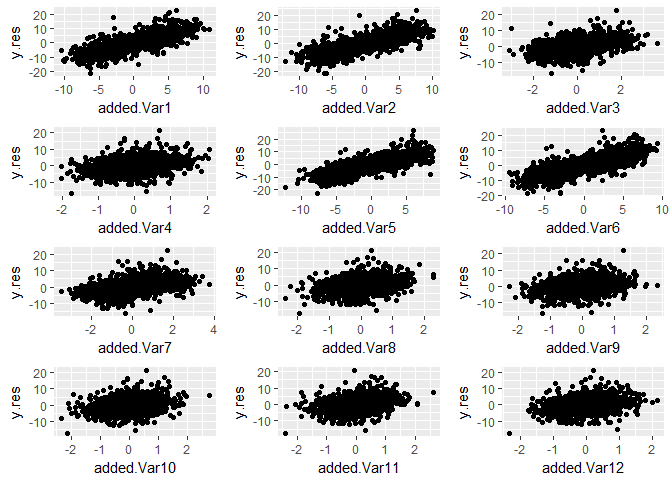 y.res 20 10 0 -10 -20
-10 -5 0 5 10
added.Var1
y.res 20 10 0 -10 -20
-10 -5 0 5 10
added.Var2
y.res 20 10 0 -10
-2 0 2
added.Var3
y.res 20 10 0 -10
-2 -1 0 1 2
added.Var4
y.res 20 10 0 -10 -20
-10 -5 0 5
added.Var5
y.res 20 10 0 -10 -20
-10 -5 0 5 10
added.Var6
y.res 20 10 0 -10
-2 0 2 4
added.Var7
y.res 20 10 0 -10
-2 -1 0 1 2
added.Var8
y.res 20 10 0 -10
-2 -1 0 1 2
added.Var9
y.res 20 10 0 -10
-2 -1 0 1 2
added.Var10
y.res 20 10 0 -10
-2 -1 0 1 2
added.Var11
y.res 20 10 0 -10
-2 -1 0 1 2
added.Var12